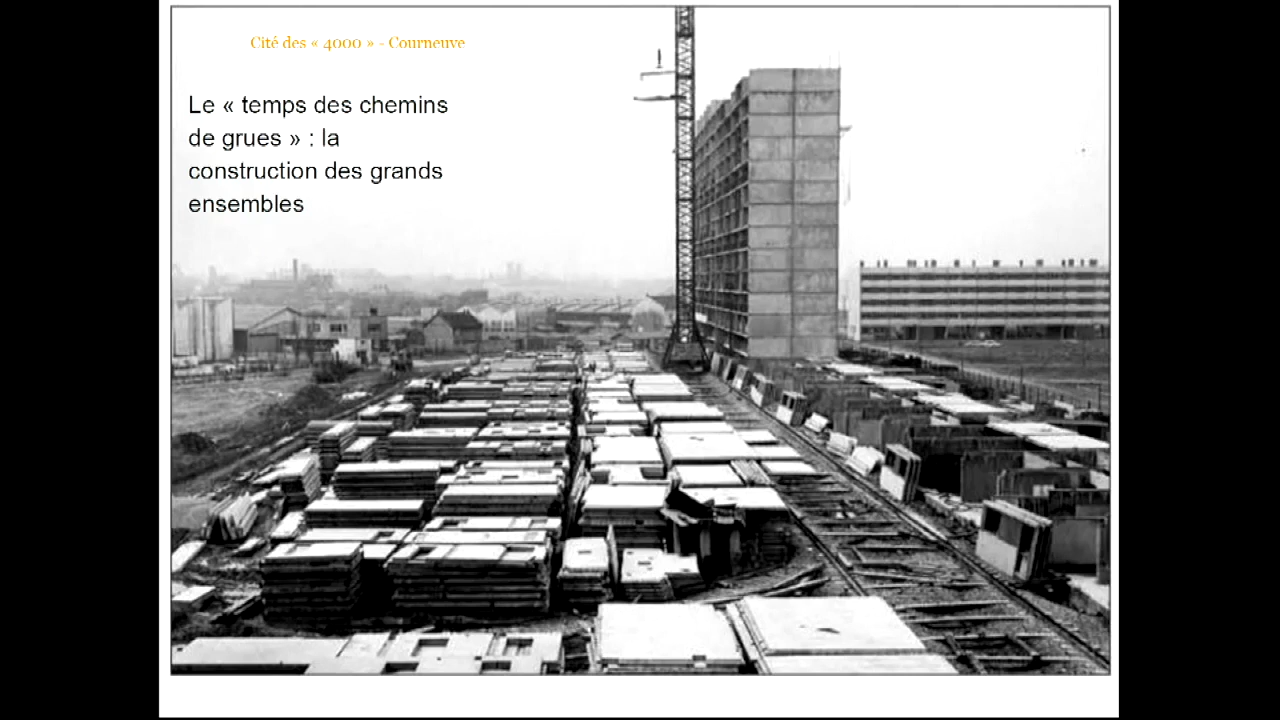 Cité des « 4000 » - Courneuve
Le « temps des chemins
de grues » : la
construction des grands
ensembles